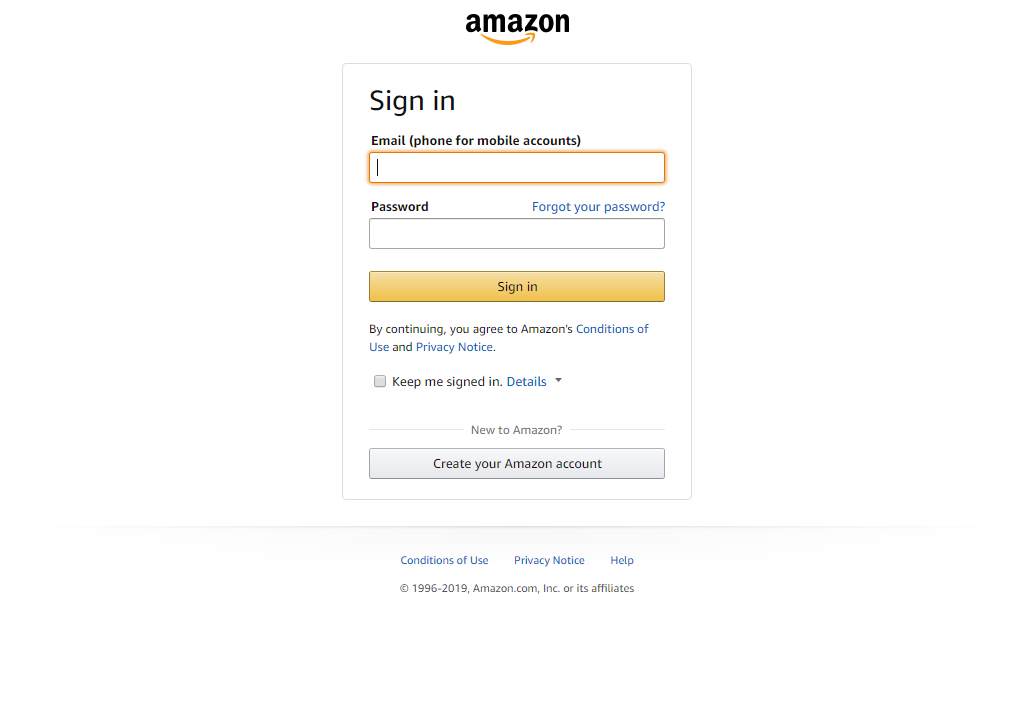 amazon
Sign in
Email (phone for mobile accounts)
Password Forgot your password?
Sign in
By continuing, you agree to Amazon's Conditions of
Use and Privacy Notice.
Keep me signed in. Details
New to Amazon?
Create your Amazon account
Conditions of Use Privacy Notice Help
© 1996-2019, Amazon.com, Inc. or its affiliates